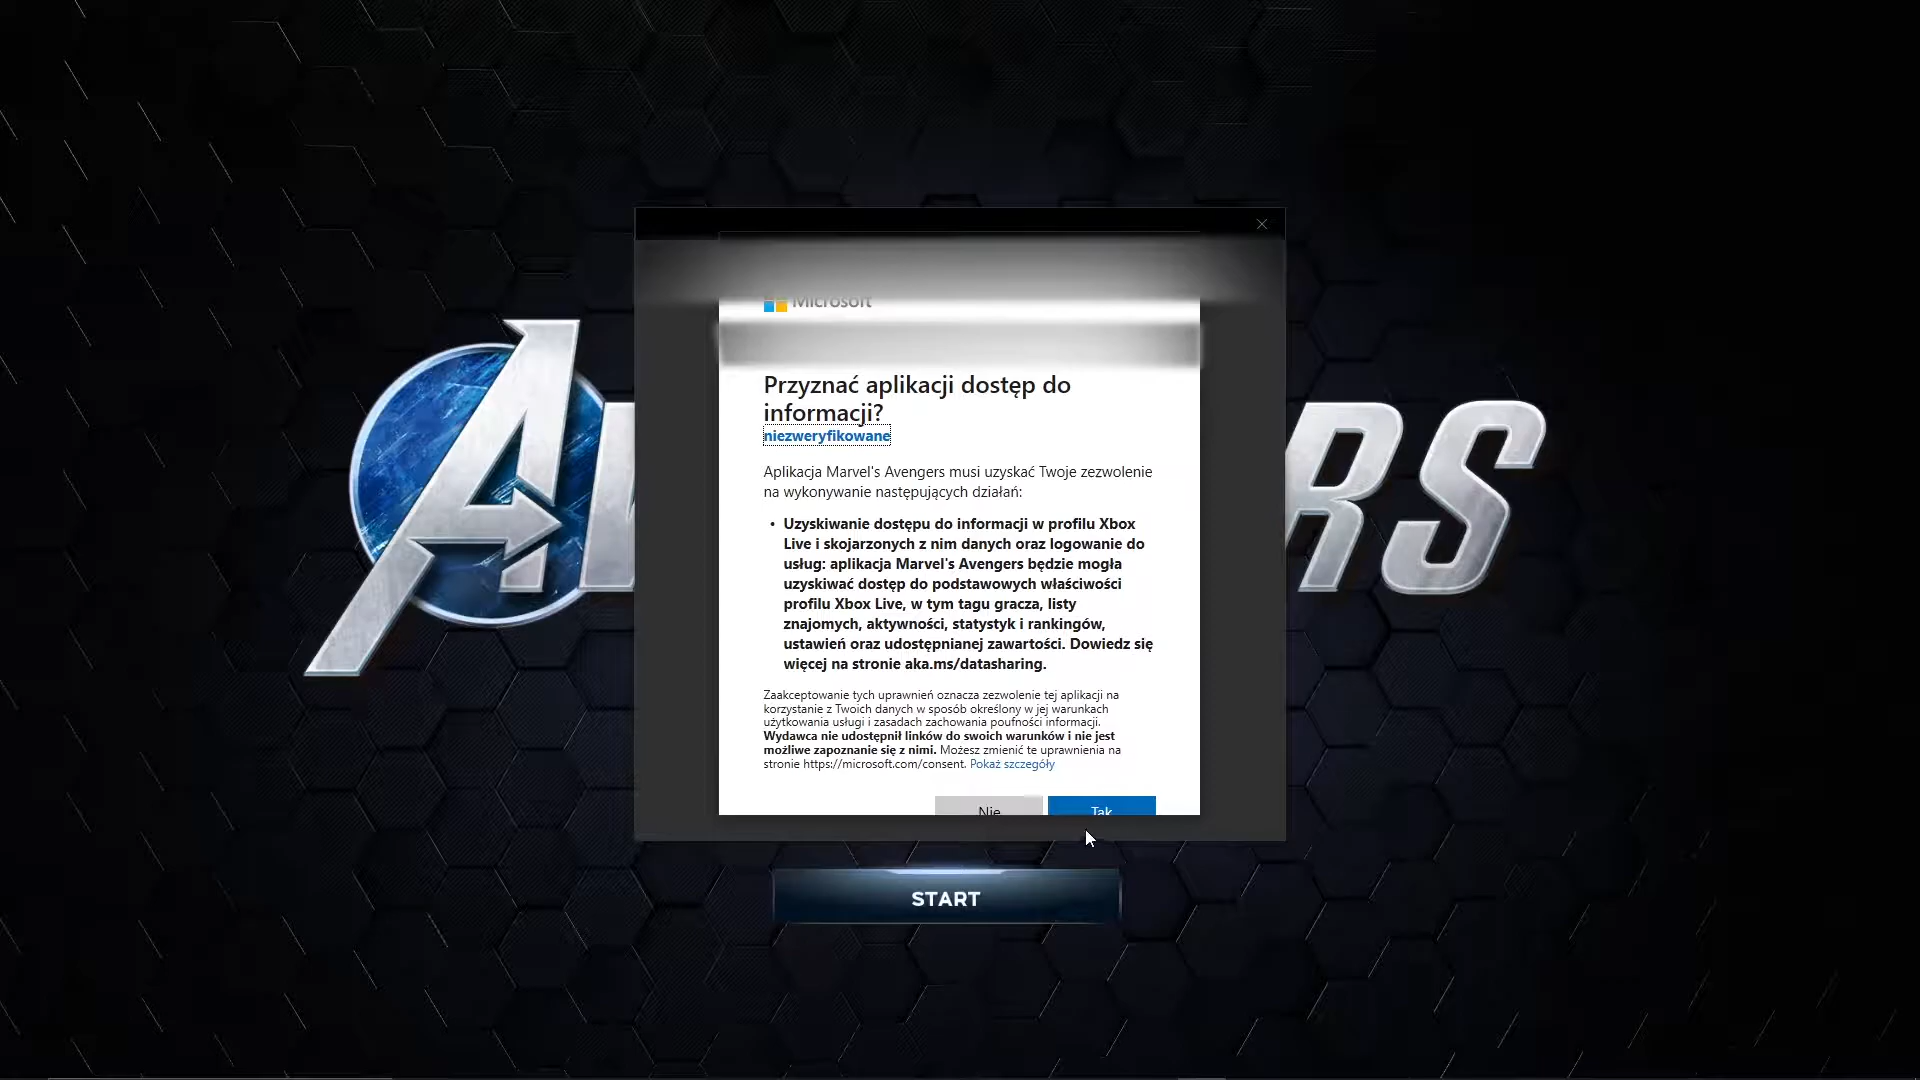 Microsoft
Przyznać aplikacji dostęp do
informacji?
niezweryfikowane
Aplikacja Marvel's Avengers musi uzyskać Twoje zezwolenie
na wykonywanie następujących działań:
• Uzyskiwanie dostępu do informacji w profilu Xbox
Live i skojarzonych z nim danych oraz logowanie do
usług: aplikacja Marvel's Avengers będzie mogła
uzyskiwać dostęp do podstawowych właściwości
profilu Xbox Live, w tym tagu gracza, listy
znajomych, aktywności, statystyk i rankingów,
ustawień oraz udostępnianej zawartości. Dowiedz się
więcej na stronie aka.ms/datasharing.
Zaakceptowanie tych uprawnień oznacza zezwolenie tej aplikacji na
korzystanie z Twoich danych w sposób określony w jej warunkach
użytkowania usługi i zasadach zachowania poufności informacji.
Wydawca nie udostępnił linków do swoich warunków i nie jest
możliwe zapoznanie się z nimi. Możesz zmienić te uprawnienia na
stronie https://microsoft.com/consent. Pokaż szczegóły
Nie Tak
START